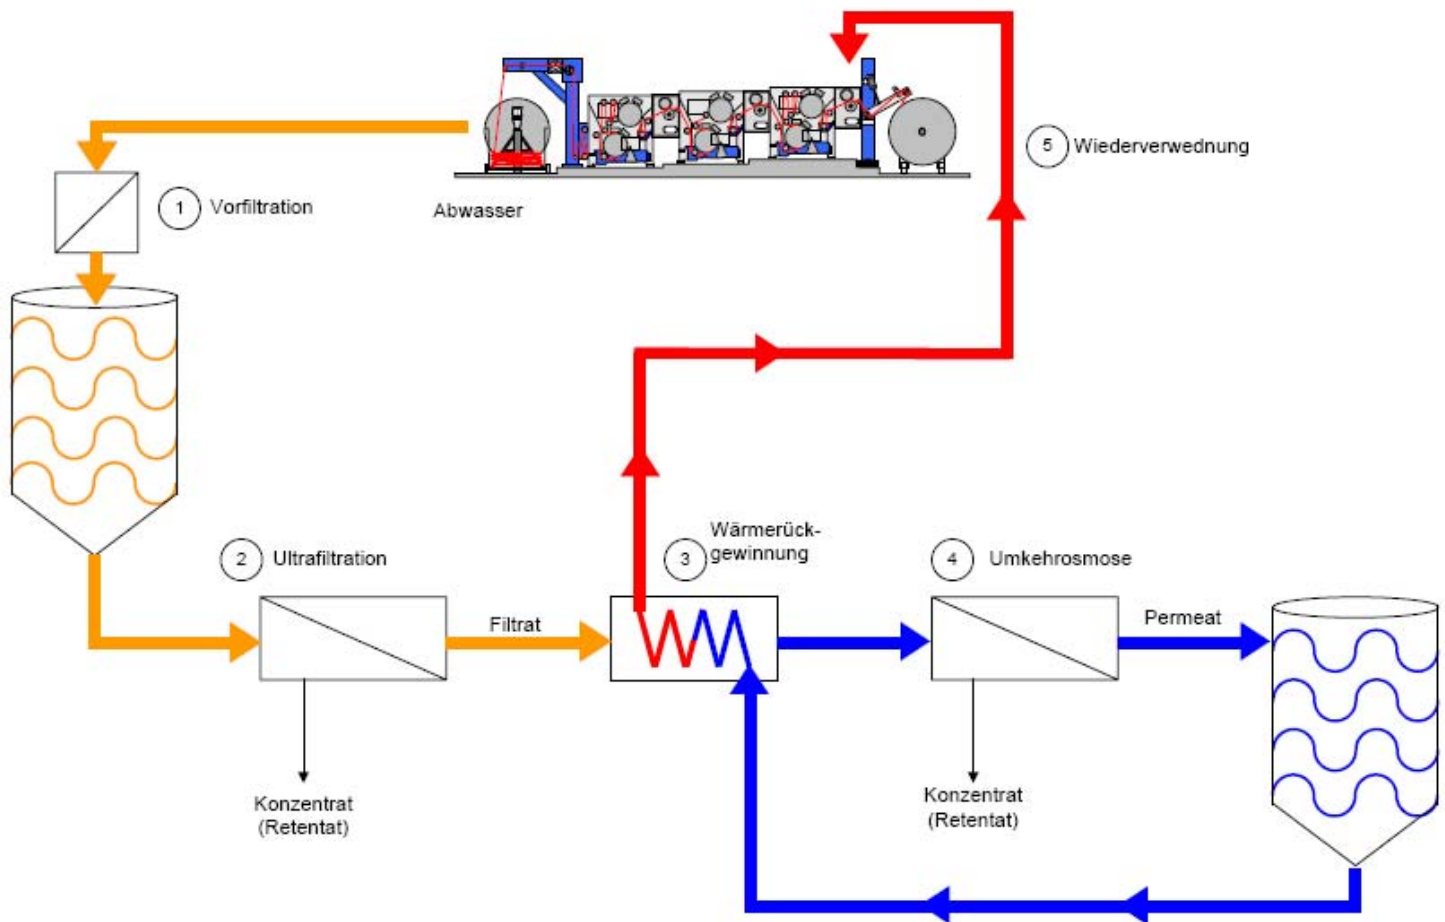 5 Wiederverwednung
1 Vorfiltration
Abwasser
2 Ultrafiltration
3 Wärmerück-
gewinnung
4 Umkehrosmose
Filtrat
Permeat
Konzentrat
(Retentat)
Konzentrat
(Retentat)